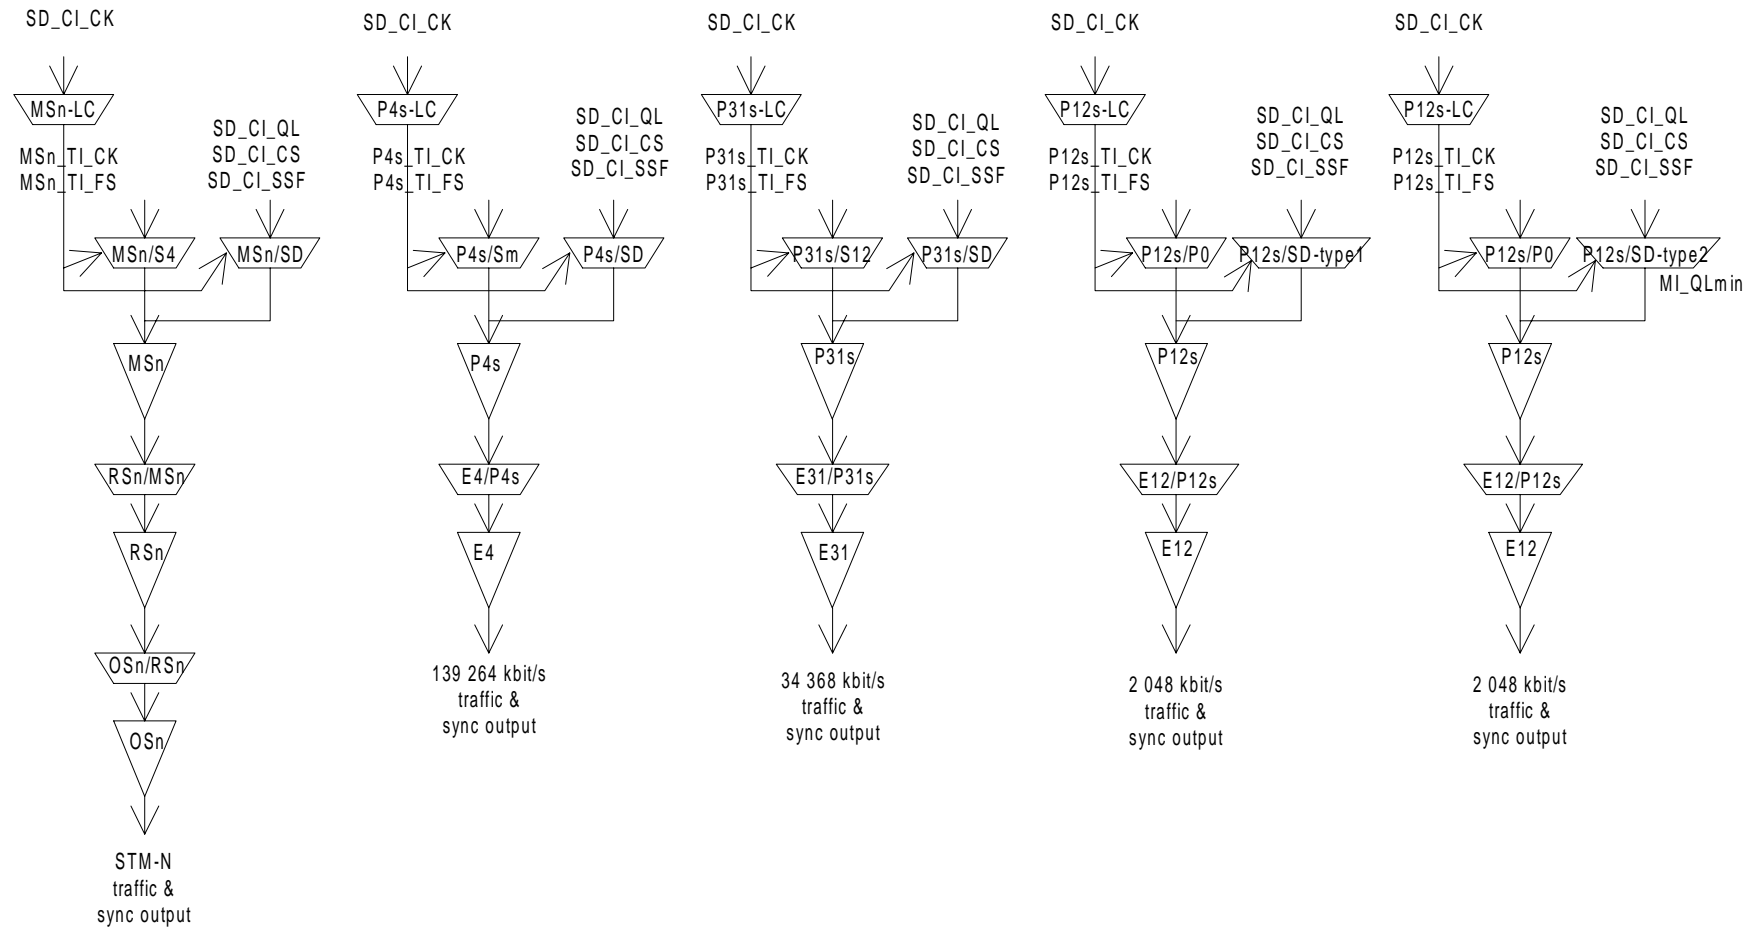 SD_CI_CK
MSn-LC
MSn_TI_CK
MSn_TI_FS
SD_CI_QL
SD_CI_CS
SD_CI_SSF
MSn/S4
MSn/SD
MSn
RSn/MSn
RSn
OSn/RSn
OSn
STM-N
traffic &
sync output
SD_CI_CK
P4s-LC
P4s_TI_CK
P4s_TI_FS
SD_CI_QL
SD_CI_CS
SD_CI_SSF
P4s/Sm
P4s/SD
P4s
E4/P4s
E4
139 264 kbit/s
traffic &
sync output
SD_CI_CK
P31s-LC
P31s_TI_CK
P31s_TI_FS
SD_CI_QL
SD_CI_CS
SD_CI_SSF
P31s/S12
P31s/SD
P31s
E31/P31s
E31
34 368 kbit/s
traffic &
sync output
SD_CI_CK
P12s-LC
P12s_TI_CK
P12s_TI_FS
SD_CI_QL
SD_CI_CS
SD_CI_SSF
P12s/P0
P12s/SD-type1
P12s
E12/P12s
E12
2 048 kbit/s
traffic &
sync output
SD_CI_CK
P12s-LC
P12s_TI_CK
P12s_TI_FS
SD_CI_QL
SD_CI_CS
SD_CI_SSF
P12s/P0
P12s/SD-type2
MI_QLmin
P12s
E12/P12s
E12
2 048 kbit/s
traffic &
sync output